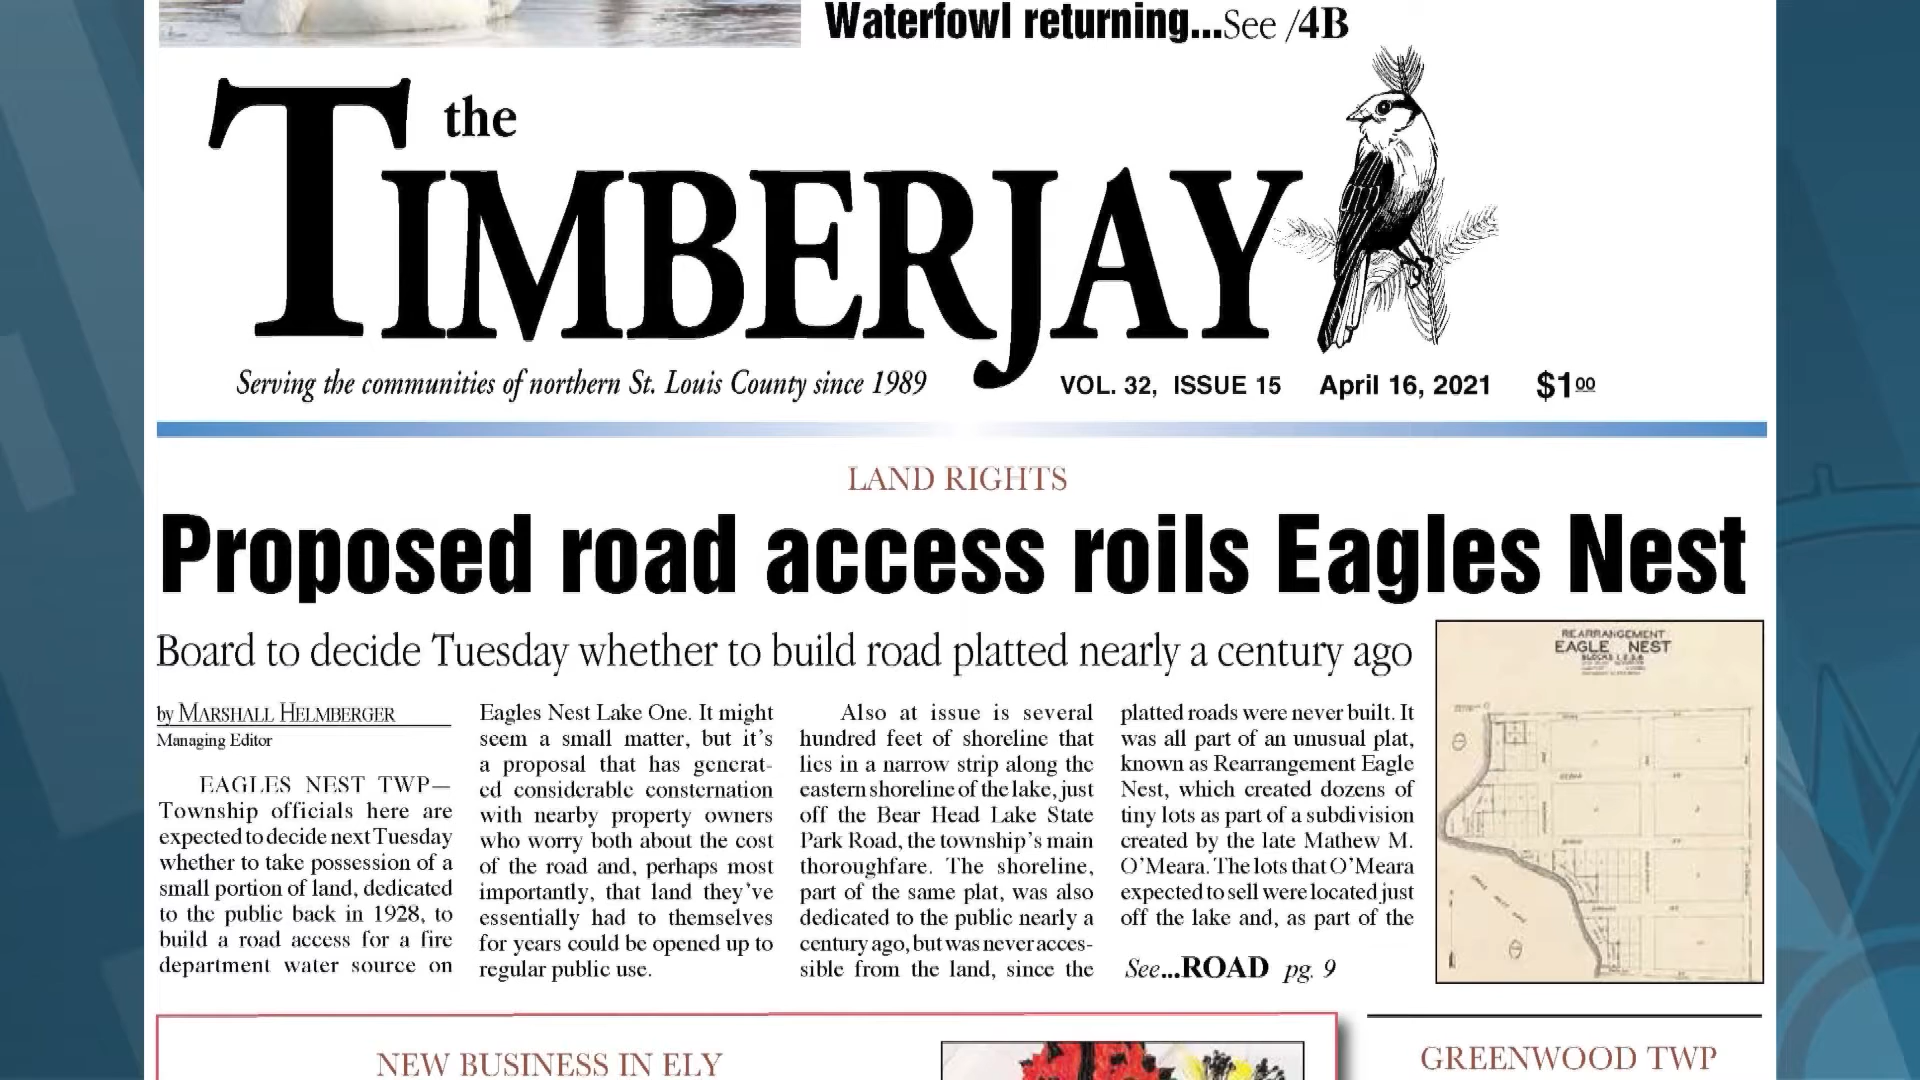 Waterfowl returning...See /4B
the
TIMBERJAY
Serving the communities of northern St. Louis County since 1989
VOL. 32, ISSUE 15 April 16, 2021 $1.00
LAND RIGHTS
Proposed road access roils Eagles Nest
Board to decide Tuesday whether to build road platted nearly a century ago
by MARSHALL HELMBERGER
Managing Editor
EAGLES NEST TWP—
Township officials here are
expected to decide next Tuesday
whether to take possession of a
small portion of land, dedicated
to the public back in 1928, to
build a road access for a fire
department water source on
Eagles Nest Lake One. It might
seem a small matter, but it's
a proposal that has generat-
ed considerable consternation
with nearby property owners
who worry both about the cost
of the road and, perhaps most
importantly, that land they've
essentially had to themselves
for years could be opened up to
regular public use.
Also at issue is several
hundred feet of shoreline that
lies in a narrow strip along the
eastern shoreline of the lake, just
off the Bear Head Lake State
Park Road, the township's main
thoroughfare. The shoreline,
part of the same plat, was also
dedicated to the public nearly a
century ago, but was never acces-
sible from the land, since the
platted roads were never built. It
was all part of an unusual plat,
known as Rearrangement Eagle
Nest, which created dozens of
tiny lots as part of a subdivision
created by the late Mathew M.
O'Meara. The lots that O'Meara
expected to sell were located just
off the lake and, as part of the
See...ROAD pg. 9
REARRANGEMENT
EAGLE NEST
NEW BUSINESS IN ELY
GREENWOOD TWP